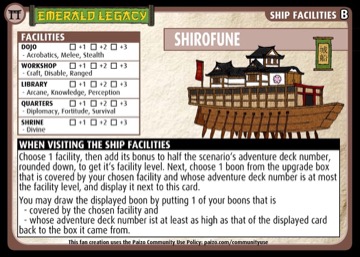 TT
EMERALD LEGACY
SHIP FACILITIES B
FACILITIES
DOJO ☐ +1 ☐ +2 ☐ +3
- Acrobatics, Melee, Stealth
WORKSHOP ☐ +1 ☐ +2 ☐ +3
- Craft, Disable, Ranged
LIBRARY ☐ +1 ☐ +2 ☐ +3
- Arcane, Knowledge, Perception
QUARTERS ☐ +1 ☐ +2 ☐ +3
- Diplomacy, Fortitude, Survival
SHRINE ☐ +1 ☐ +2 ☐ +3
- Divine
SHIROFUNE
城船
WHEN VISITING THE SHIP FACILITIES
Choose 1 facility, then add its bonus to half the scenario's adventure deck number,
rounded down, to get it's facility level. Next, choose 1 boon from the upgrade box
that is covered by your chosen facility and whose adventure deck number is at most
the facility level, and display it next to this card.
You may draw the displayed boon by putting 1 of your boons that is
- covered by the chosen facility and
- whose adventure deck number ist at least as high as that of the displayed card
back to the box it came from.
This fan creation uses the Paizo Community Use Policy: paizo.com/communityuse